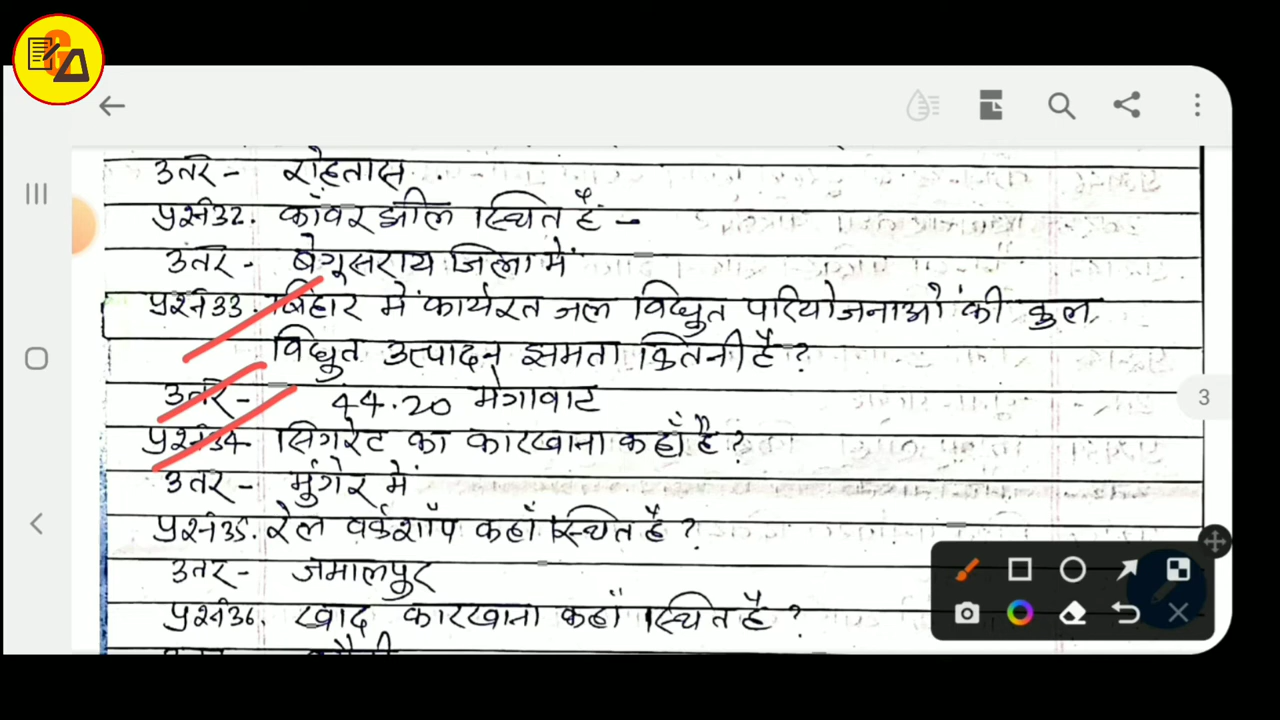 उत्तर - रोहतास
प्रश्न32. काँवर झील स्थित है -
उत्तर - बेगूसराय जिला में
प्रश्न33. बिहार में कार्यरत जल विद्युत परियोजनाओं की कुल
विद्युत उत्पादन क्षमता कितनी है ?
उत्तर - 44.20 मेगावाट
प्रश्न34. सिगरेट का कारखाना कहाँ है ?
उत्तर - मुंगेर में
प्रश्न35. रेल वर्कशॉप कहाँ स्थित है ?
उत्तर - जमालपुर
प्रश्न36. खाद कारखाना कहाँ स्थित है ?
3